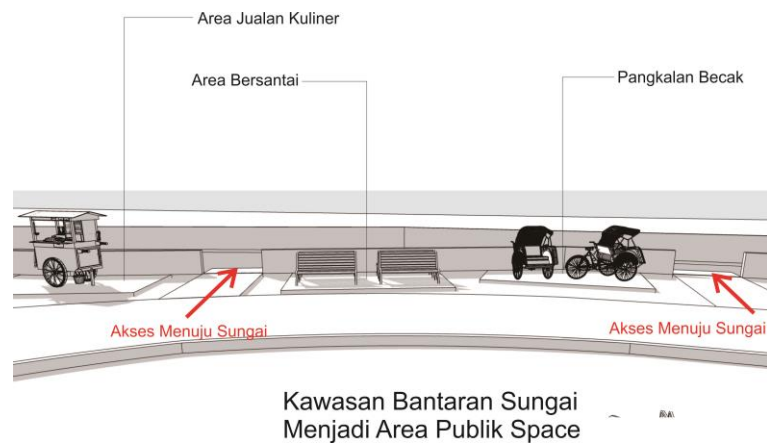 Area Jualan Kuliner
Area Bersantai
Pangkalan Becak
Akses Menuju Sungai
Akses Menuju Sungai
Kawasan Bantaran Sungai
Menjadi Area Publik Space